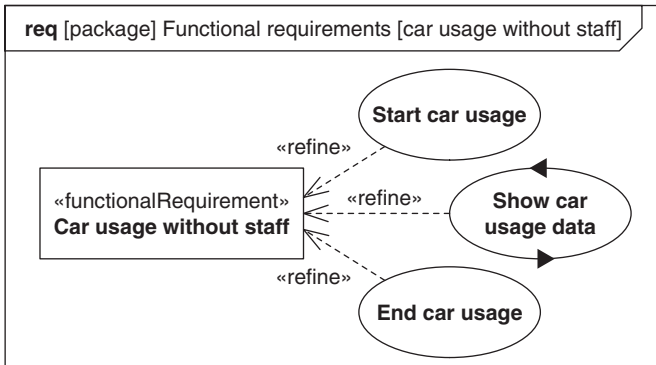 req [package] Functional requirements [car usage without staff]
Start car usage
«refine»
«functionalRequirement»
Car usage without staff
«refine»
Show car
usage data
«refine»
End car usage